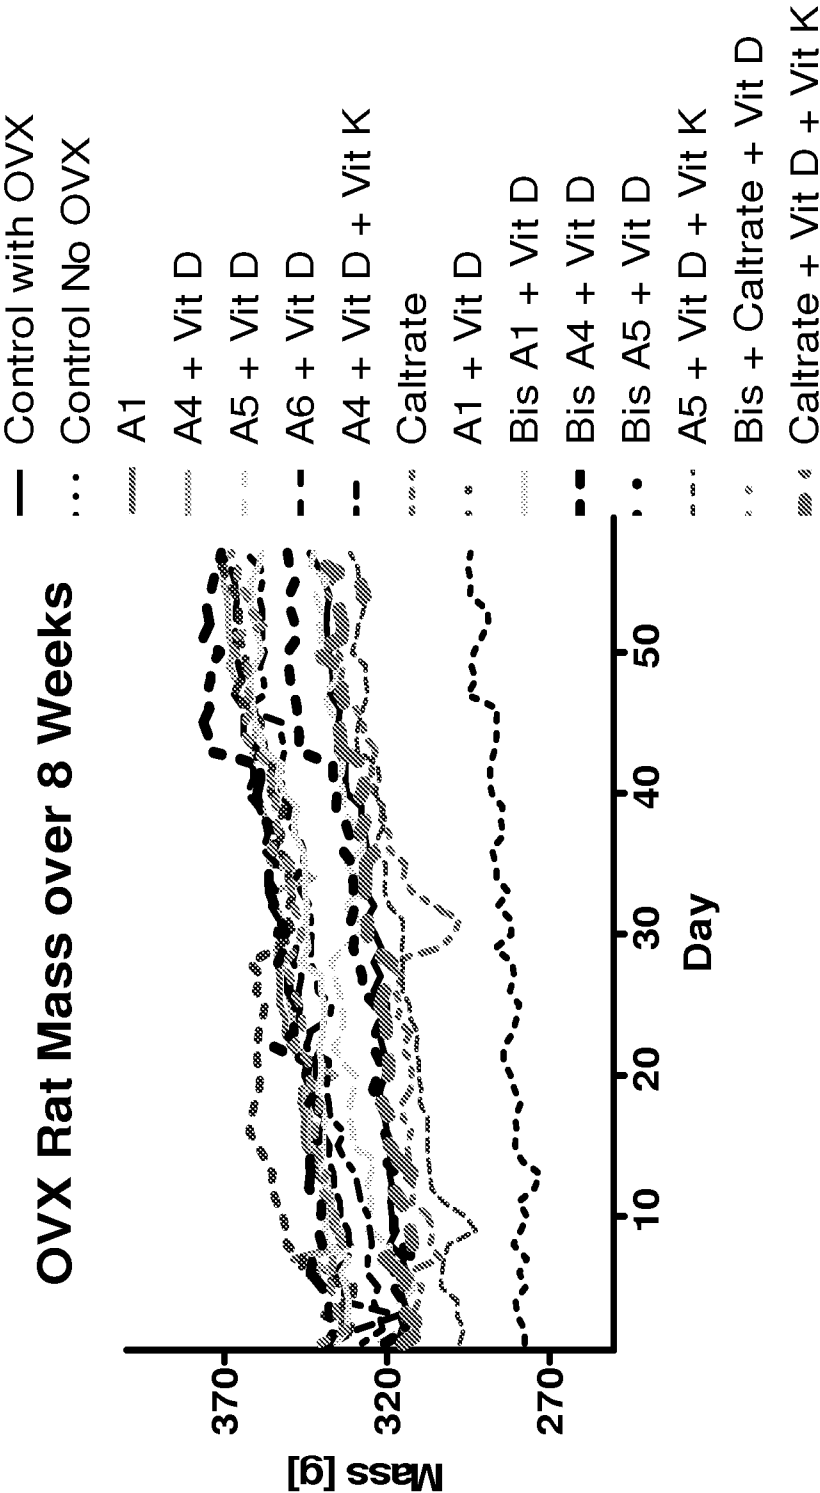 OVX Rat Mass over 8 Weeks
Mass [g]
370
320
270
10
20
30
40
50
Day
Control with OVX
Control No OVX
A1
A4 + Vit D
A5 + Vit D
A6 + Vit D
A4 + Vit D + Vit K
Caltrate
A1 + Vit D
Bis A1 + Vit D
Bis A4 + Vit D
Bis A5 + Vit D
A5 + Vit D + Vit K
Bis + Caltrate + Vit D
Caltrate + Vit D + Vit K